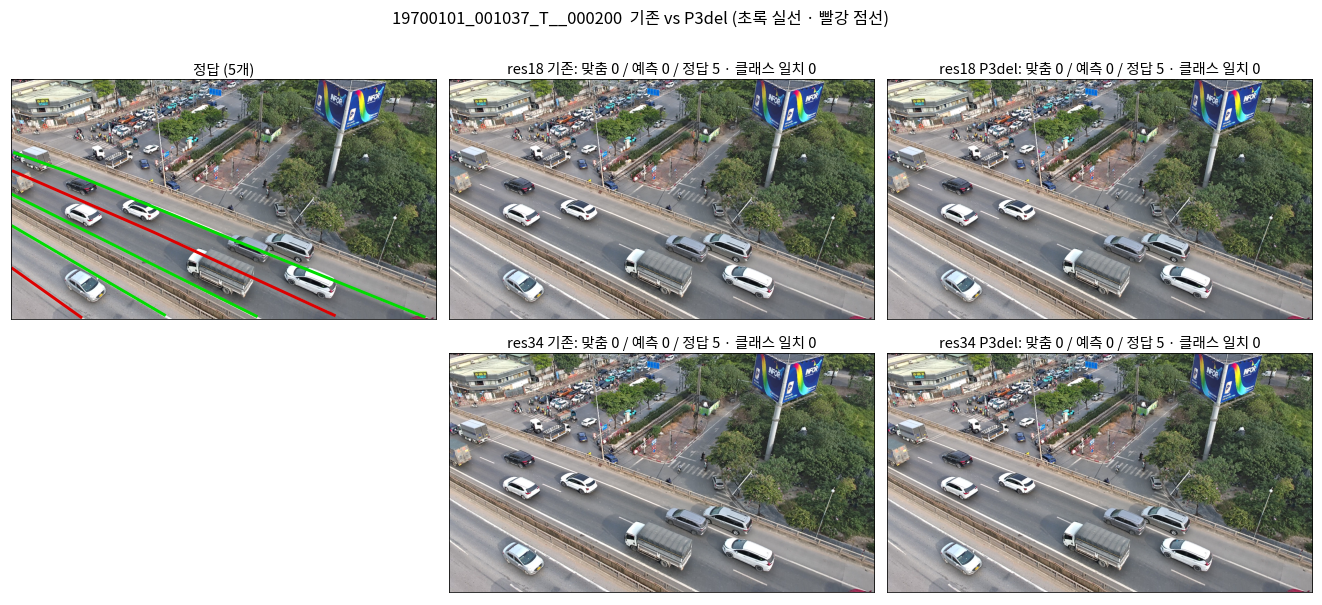 19700101_001037_T__000200  기존 vs P3del (초록 실선 · 빨강 점선)
정답 (5개)
res18 기존: 맞춤 0 / 예측 0 / 정답 5 · 클래스 일치 0
res18 P3del: 맞춤 0 / 예측 0 / 정답 5 · 클래스 일치 0
res34 기존: 맞춤 0 / 예측 0 / 정답 5 · 클래스 일치 0
res34 P3del: 맞춤 0 / 예측 0 / 정답 5 · 클래스 일치 0